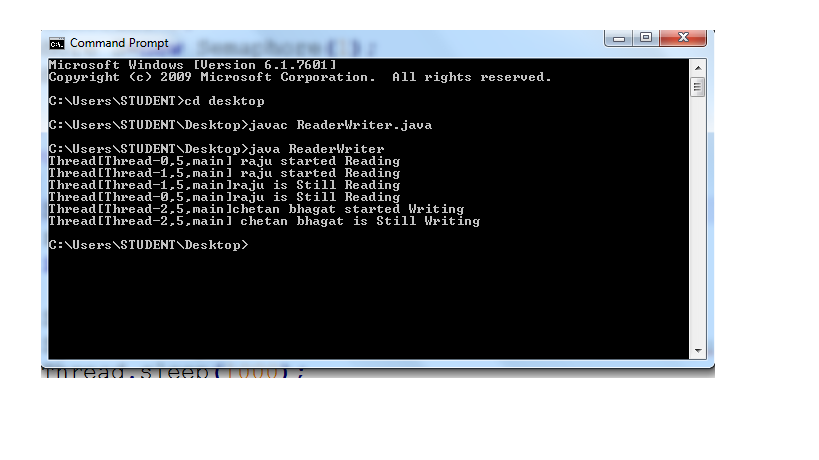 new Semaphore(1);
Command Prompt
Microsoft Windows [Version 6.1.7601]
Copyright (c) 2009 Microsoft Corporation.  All rights reserved.
C:\Users\STUDENT>cd desktop
C:\Users\STUDENT\Desktop>javac ReaderWriter.java
C:\Users\STUDENT\Desktop>java ReaderWriter
Thread[Thread-0,5,main] raju started Reading
Thread[Thread-1,5,main] raju started Reading
Thread[Thread-1,5,main]raju is Still Reading
Thread[Thread-0,5,main]raju is Still Reading
Thread[Thread-2,5,main]chetan bhagat started Writing
Thread[Thread-2,5,main] chetan bhagat is Still Writing
C:\Users\STUDENT\Desktop>
Thread.sleep(1000);